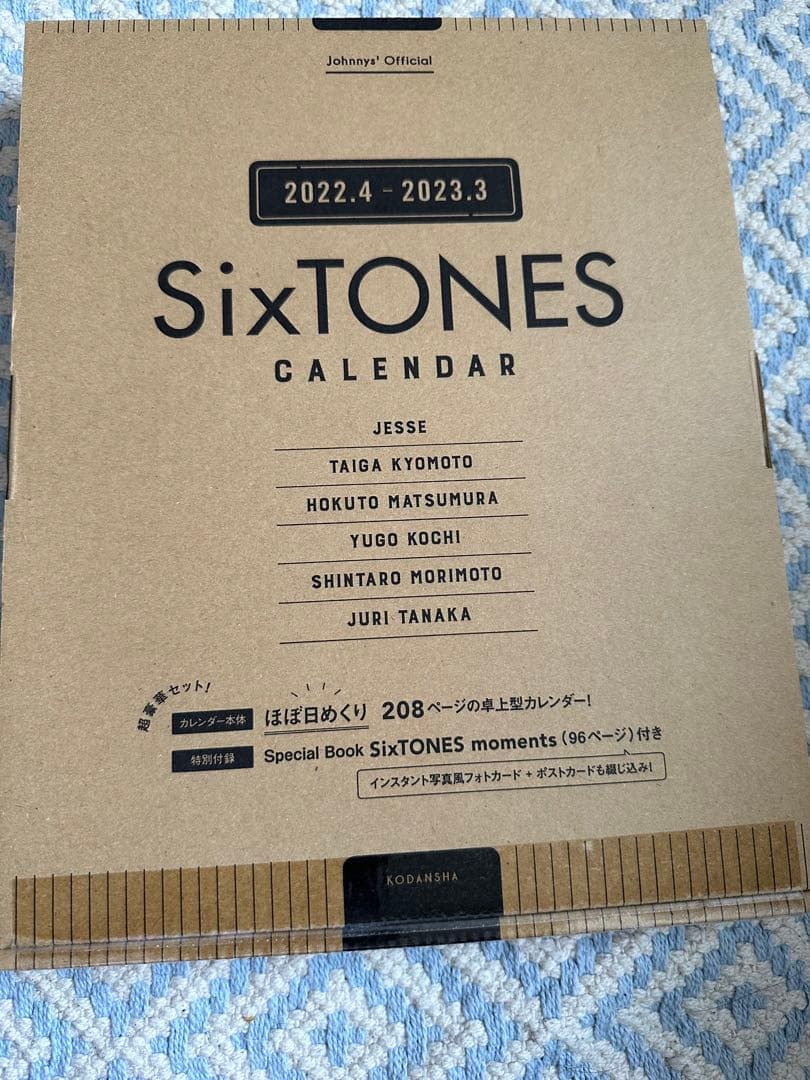 Johnnys' Official
2022.4 - 2023.3
SixTONES
CALENDAR
JESSE
TAIGA KYOMOTO
HOKUTO MATSUMURA
YUGO KOCHI
SHINTARO MORIMOTO
JURI TANAKA
超豪華セット!
カレンダー本体 ほぼ日めくり 208ページの卓上型カレンダー!
特別付録 Special Book SixTONES moments (96ページ)付き
インスタント写真風フォトカード + ポストカードも綴じ込み!
KODANSHA